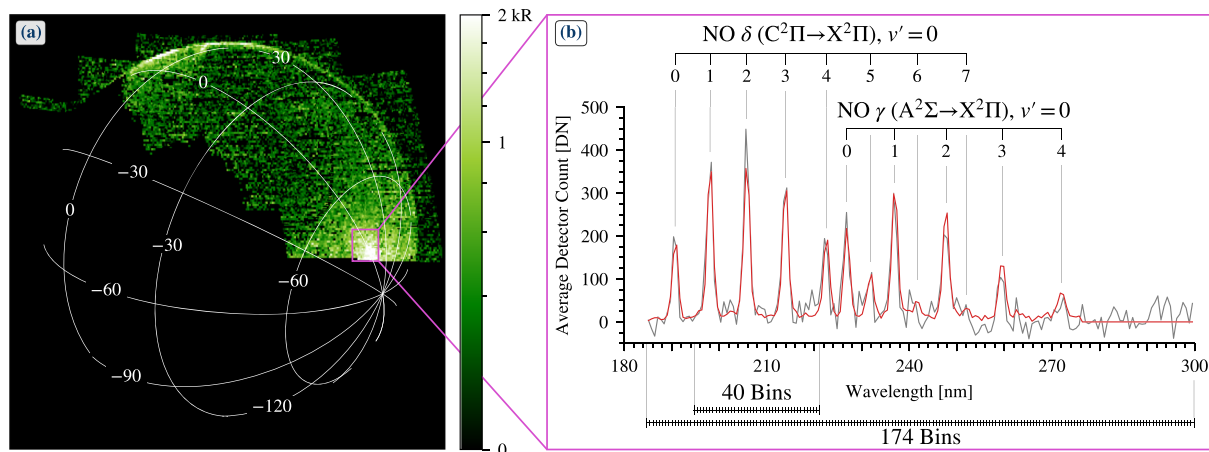 (a)
30
0
−30
0
−30
−60
−60
−90
−120
2 kR
1
0
(b)
NO δ (C²Π→X²Π), v′ = 0
0 1 2 3 4 5 6 7
NO γ (A²Σ→X²Π), v′ = 0
0 1 2 3 4
500
400
300
200
100
0
Average Detector Count [DN]
180 210 240 270 300
Wavelength [nm]
40 Bins
174 Bins